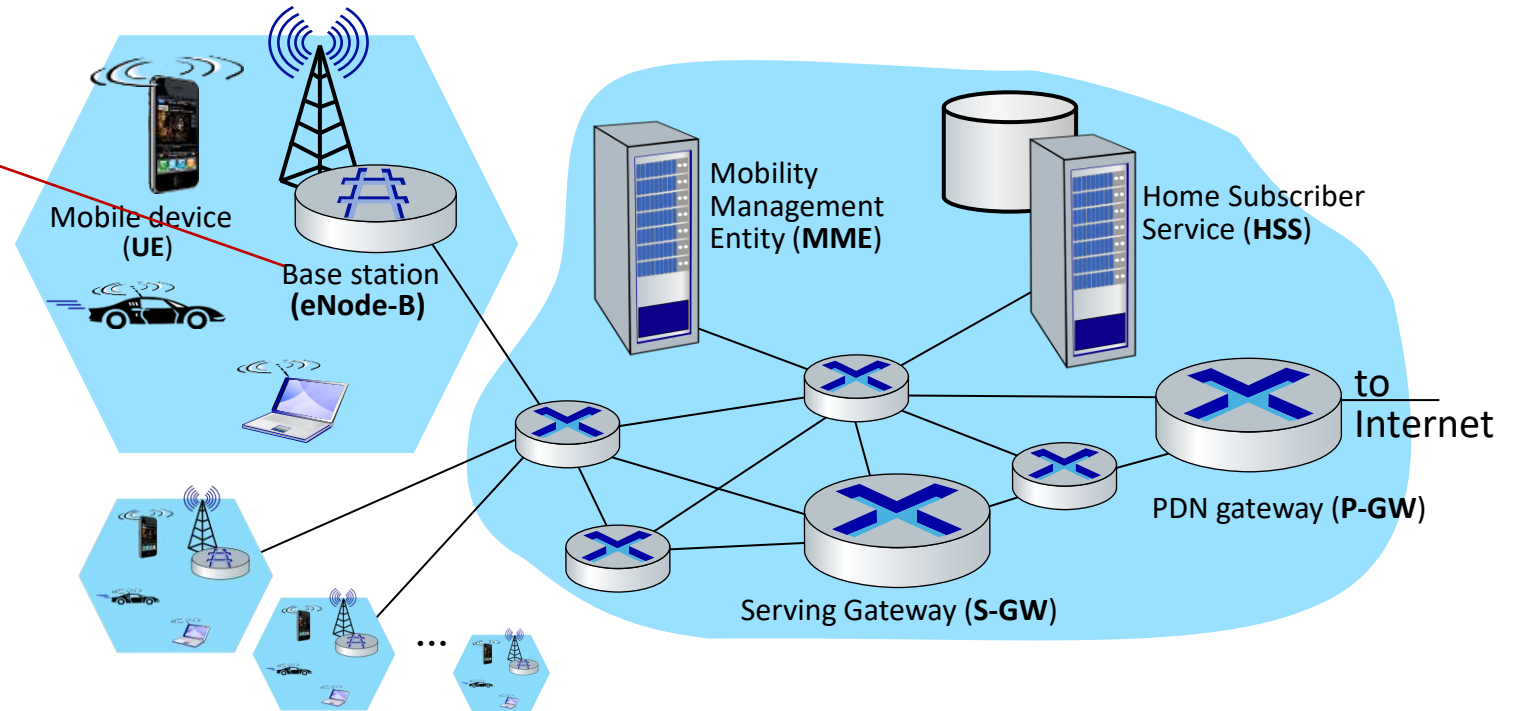 Mobile device
(UE)
Base station
(eNode-B)
Mobility
Management
Entity (MME)
Home Subscriber
Service (HSS)
to
Internet
PDN gateway (P-GW)
Serving Gateway (S-GW)
...